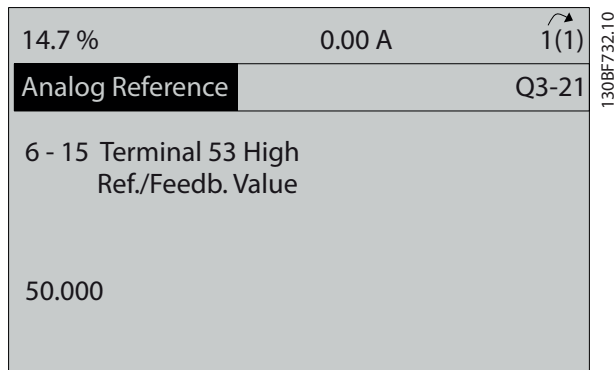 14.7 % 0.00 A 1(1)
Analog Reference Q3-21
6 - 15 Terminal 53 High
Ref./Feedb. Value
50.000
130BF732.10